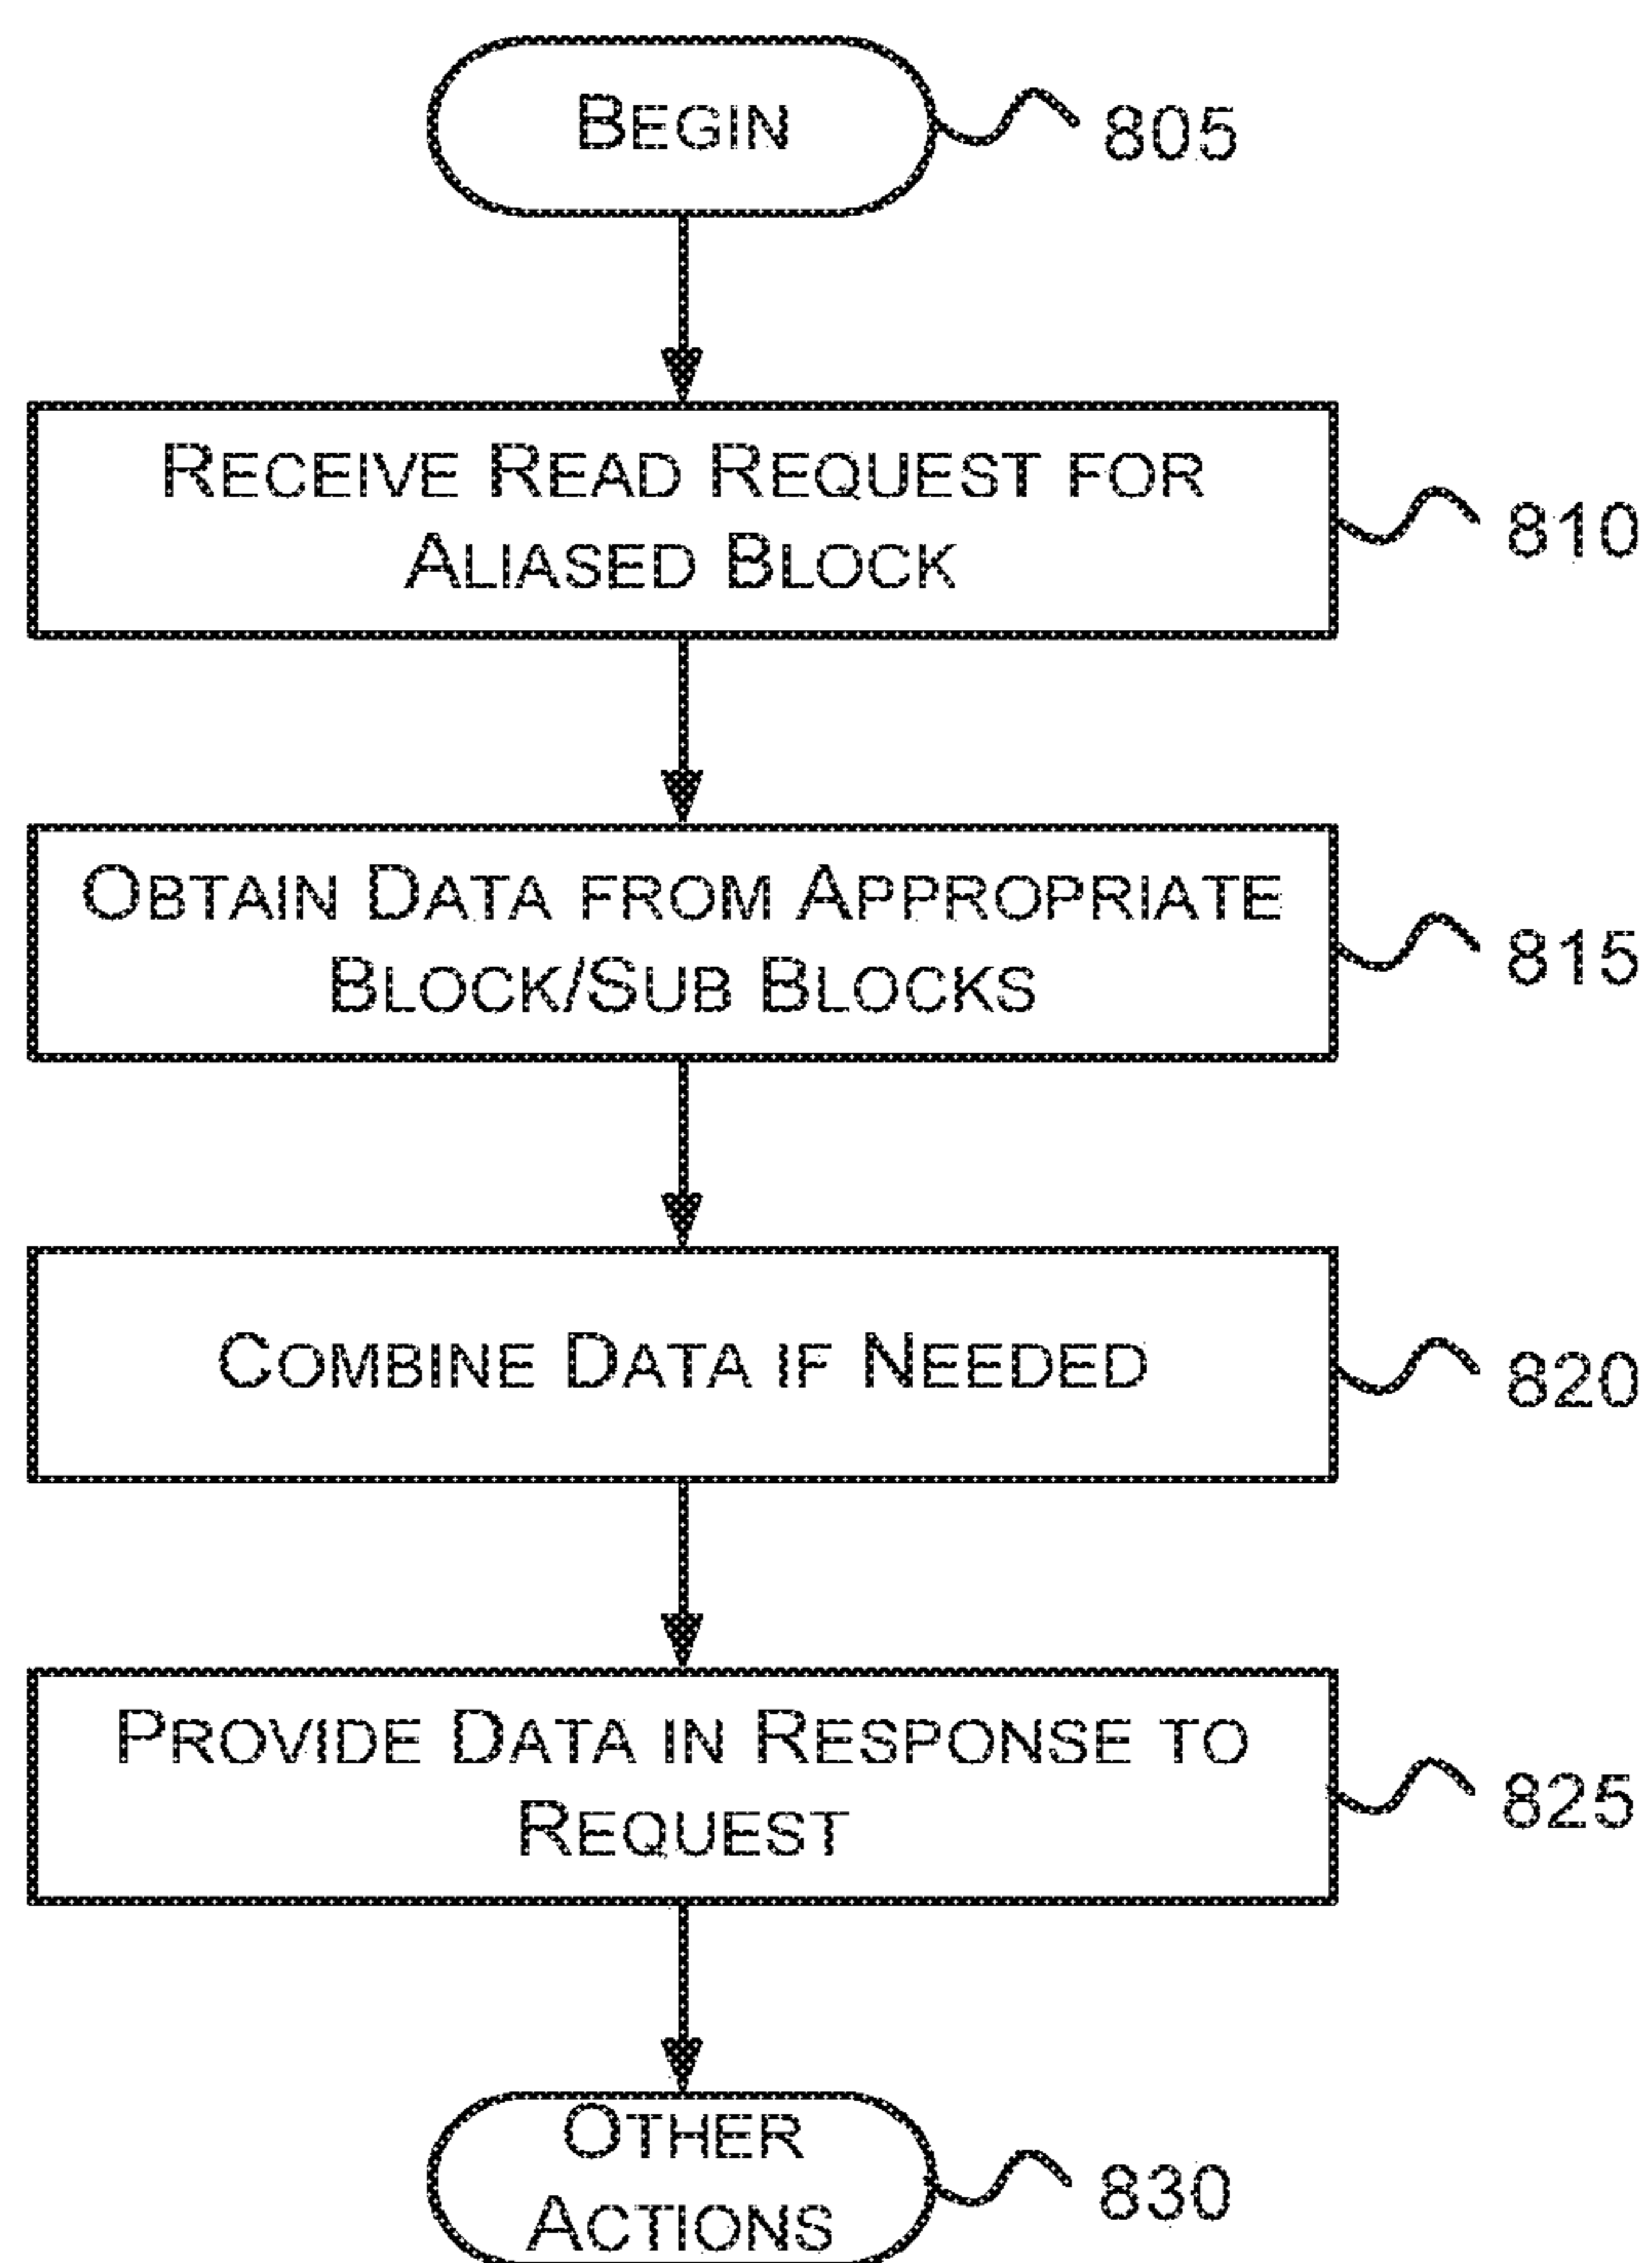 BEGIN
805
RECEIVE READ REQUEST FOR
ALIASED BLOCK
810
OBTAIN DATA FROM APPROPRIATE
BLOCK/SUB BLOCKS
815
COMBINE DATA IF NEEDED
820
PROVIDE DATA IN RESPONSE TO
REQUEST
825
OTHER
ACTIONS
830